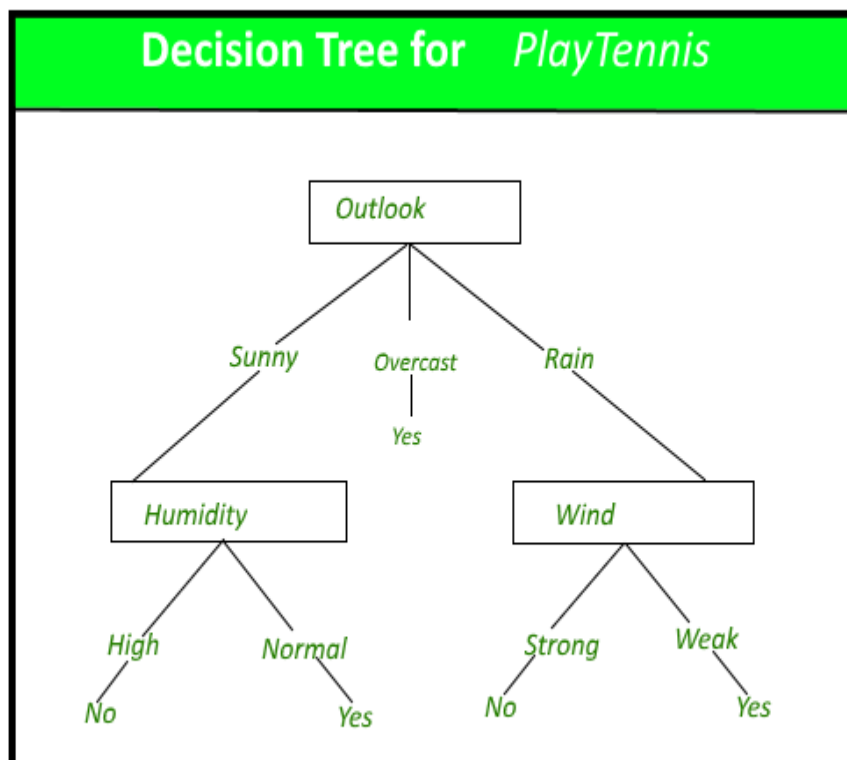 Decision Tree for PlayTennis
Outlook
Sunny Overcast Rain
Yes
Humidity Wind
High Normal Strong Weak
No Yes No Yes